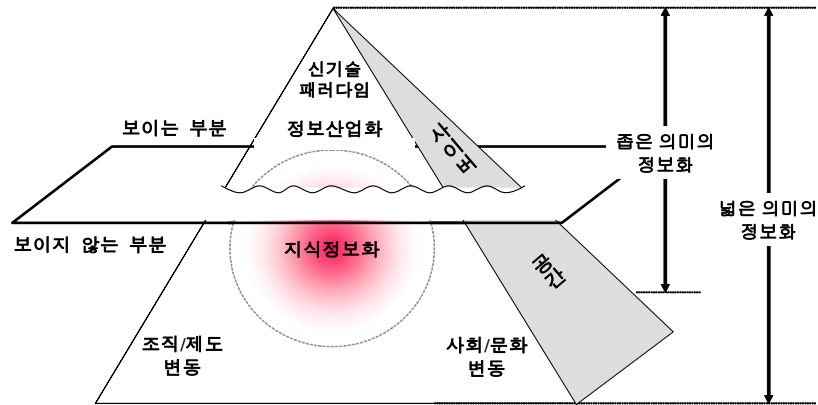 신기술
패러다임
보이는 부분
정보산업화
사이버
좁은 의미의
정보화
넓은 의미의
정보화
보이지 않는 부분
지식정보화
공간
조직/제도
변동
사회/문화
변동